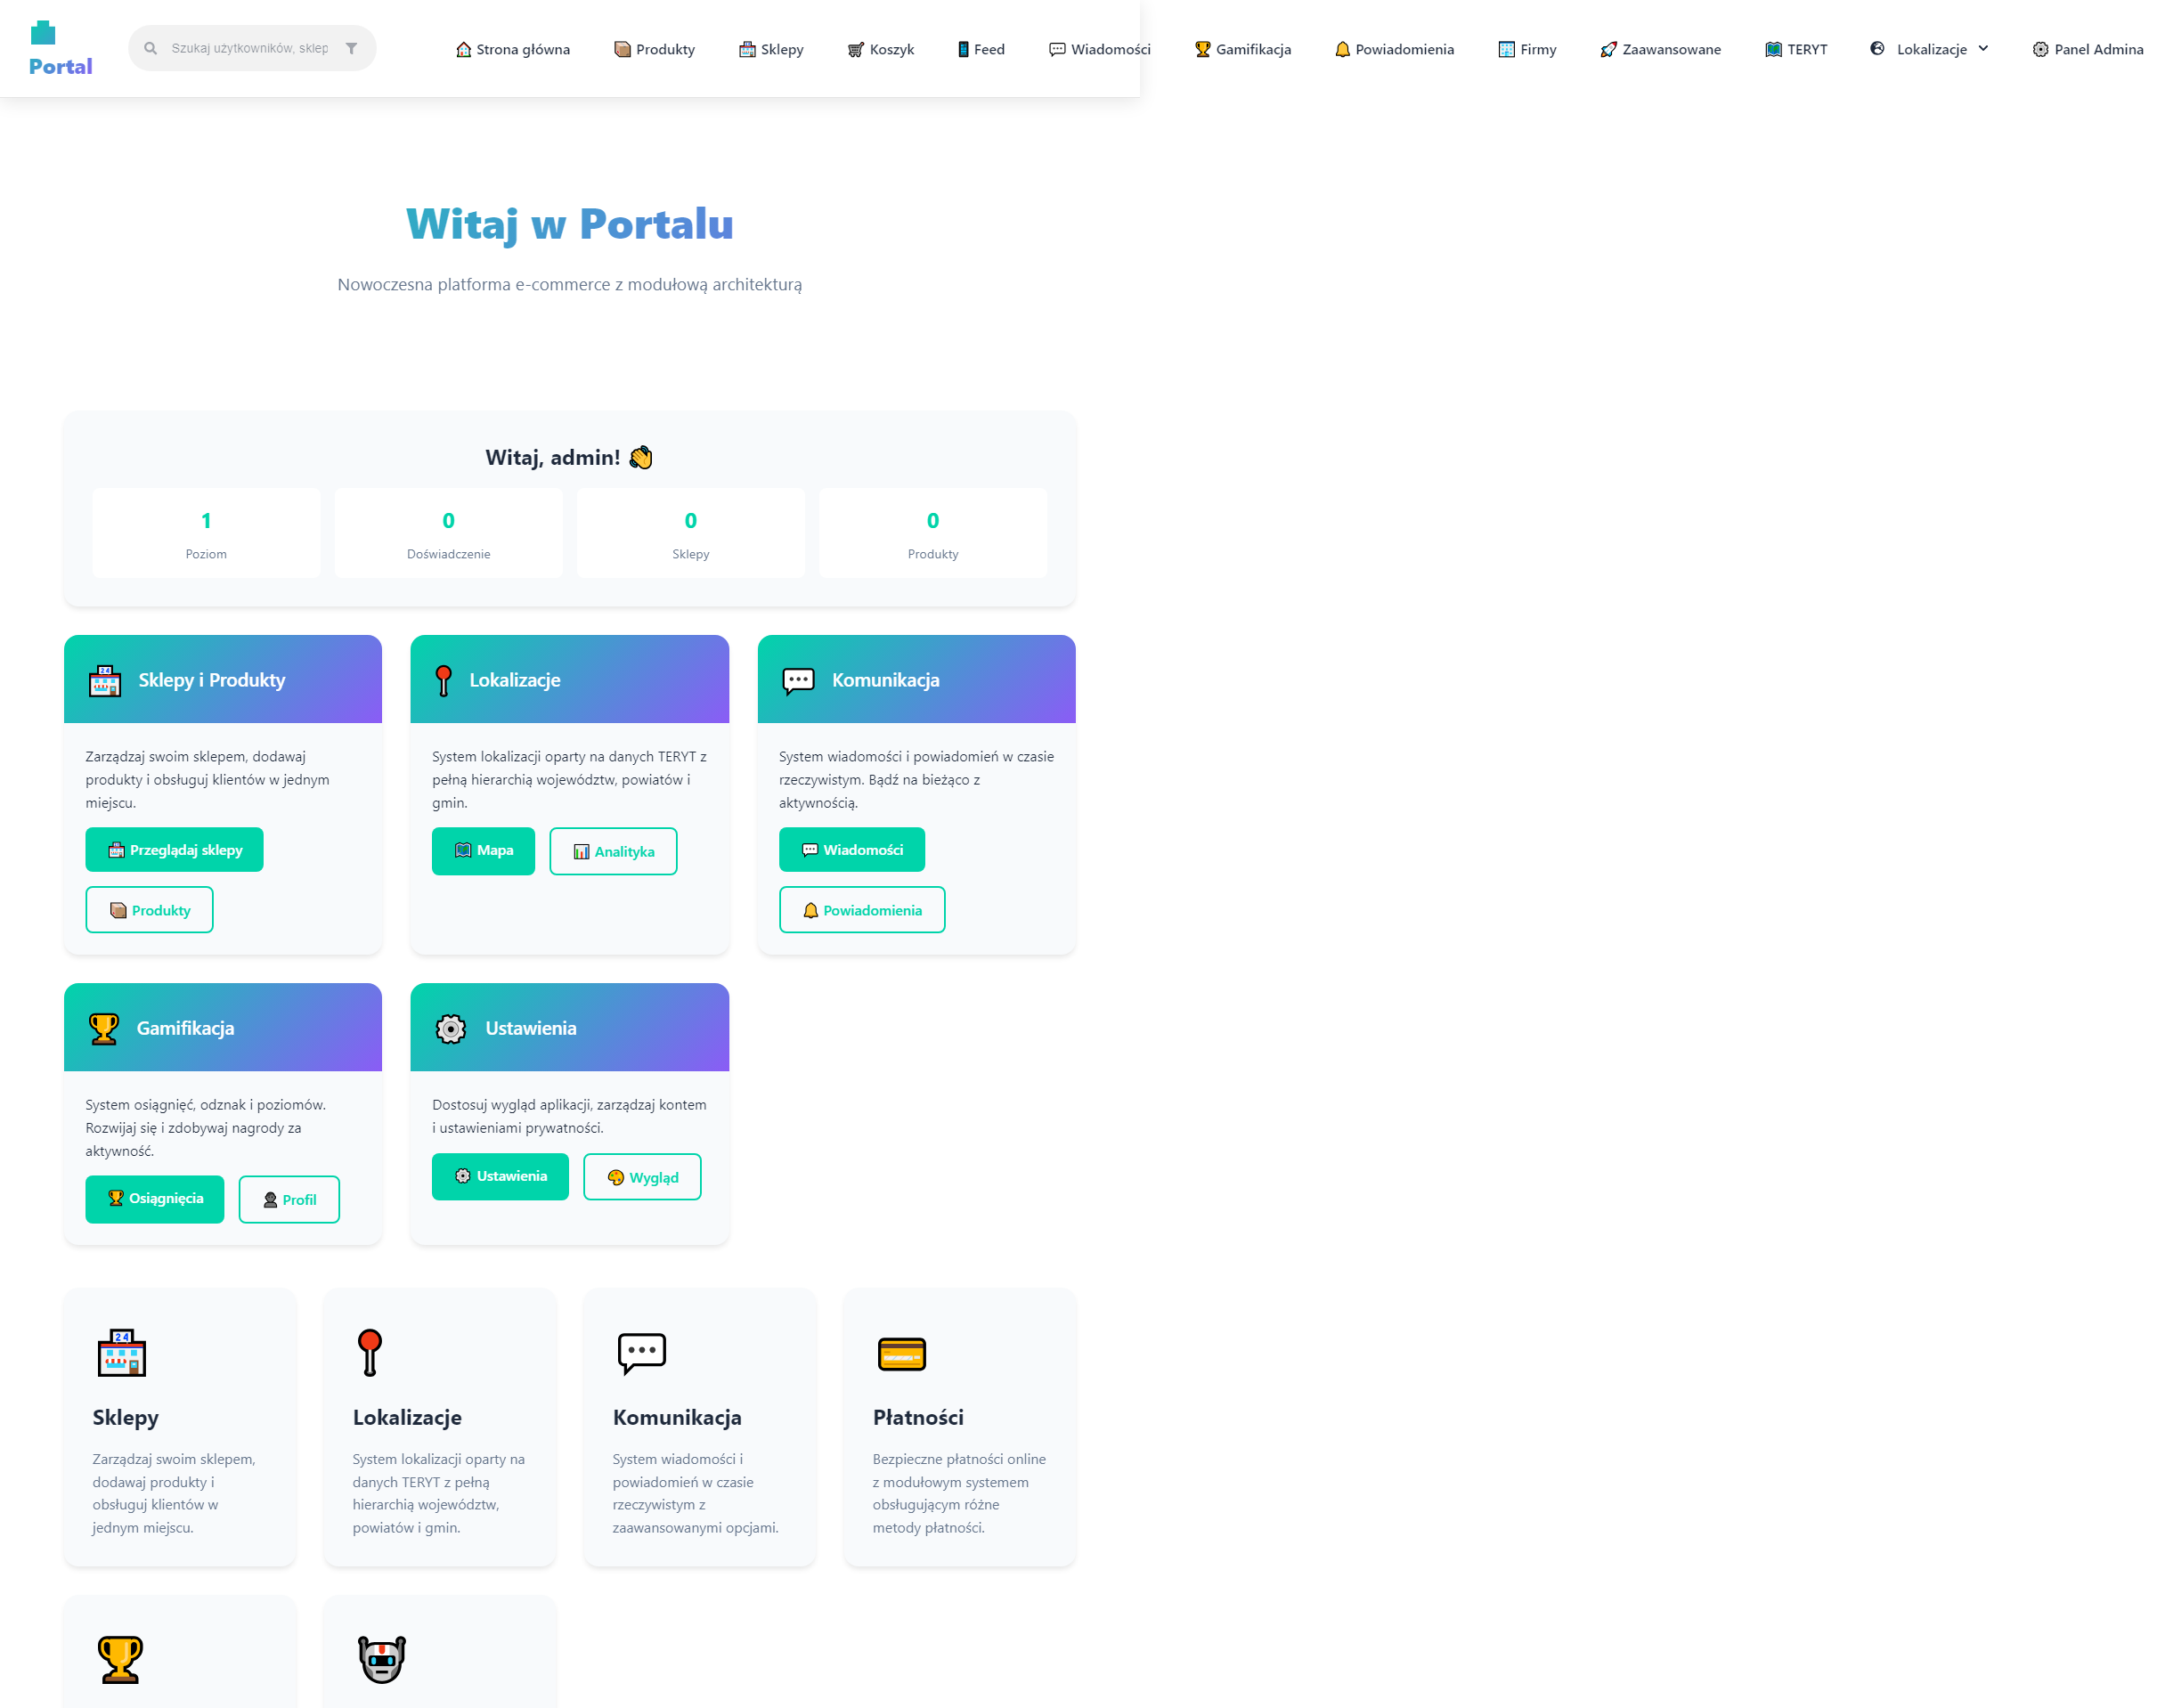 Portal
Szukaj użytkowników, sklep
Strona główna
Produkty
Sklepy
Koszyk
Feed
Wiadomości
Gamifikacja
Powiadomienia
Firmy
Zaawansowane
TERYT
Lokalizacje
Panel Admina
Witaj w Portalu
Nowoczesna platforma e-commerce z modułową architekturą
Witaj, admin!
1
Poziom
0
Doświadczenie
0
Sklepy
0
Produkty
Sklepy i Produkty
Zarządzaj swoim sklepem, dodawaj
produkty i obsługuj klientów w jednym
miejscu.
Przeglądaj sklepy
Produkty
Lokalizacje
System lokalizacji oparty na danych TERYT z
pełną hierarchią województw, powiatów i
gmin.
Mapa
Analityka
Komunikacja
System wiadomości i powiadomień w czasie
rzeczywistym. Bądź na bieżąco z
aktywnością.
Wiadomości
Powiadomienia
Gamifikacja
System osiągnięć, odznak i poziomów.
Rozwijaj się i zdobywaj nagrody za
aktywność.
Osiągnięcia
Profil
Ustawienia
Dostosuj wygląd aplikacji, zarządzaj kontem
i ustawieniami prywatności.
Ustawienia
Wygląd
24
Sklepy
Zarządzaj swoim sklepem,
dodawaj produkty i
obsługuj klientów w
jednym miejscu.
Lokalizacje
System lokalizacji oparty na
danych TERYT z pełną
hierarchią województw,
powiatów i gmin.
Komunikacja
System wiadomości i
powiadomień w czasie
rzeczywistym z
zaawansowanymi opcjami.
Płatności
Bezpieczne płatności online
z modułowym systemem
obsługującym różne
metody płatności.